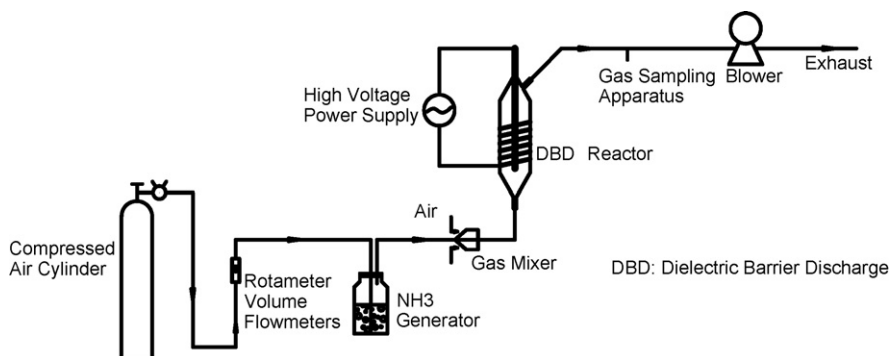 High Voltage
Power Supply
Gas Sampling
Apparatus
Blower
Exhaust
DBD Reactor
Compressed
Air Cylinder
Rotameter
Volume
Flowmeters
Air
Gas Mixer
NH3
Generator
DBD: Dielectric Barrier Discharge